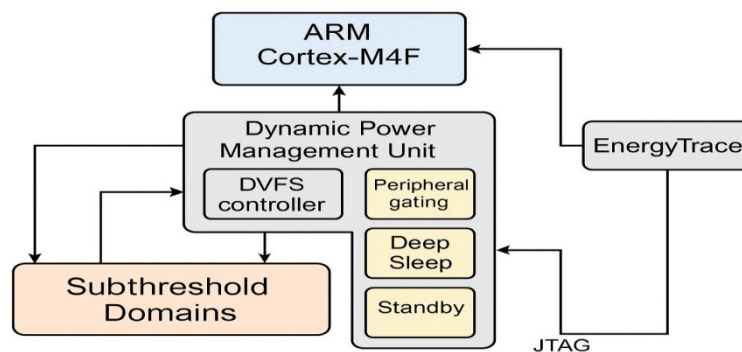 ARM
Cortex-M4F
Dynamic Power
Management Unit
EnergyTrace
DVFS
controller
Peripheral
gating
Deep
Sleep
Subthreshold
Domains
Standby
JTAG